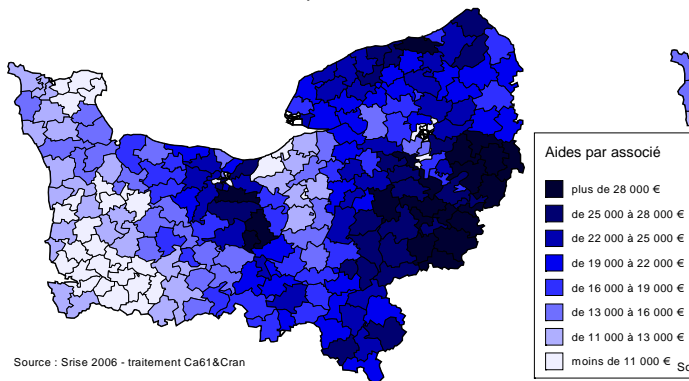 Aides par associé
plus de 28 000 €
de 25 000 à 28 000 €
de 22 000 à 25 000 €
de 19 000 à 22 000 €
de 16 000 à 19 000 €
de 13 000 à 16 000 €
de 11 000 à 13 000 €
moins de 11 000 €
Source : Srise 2006 - traitement Ca61&Cran